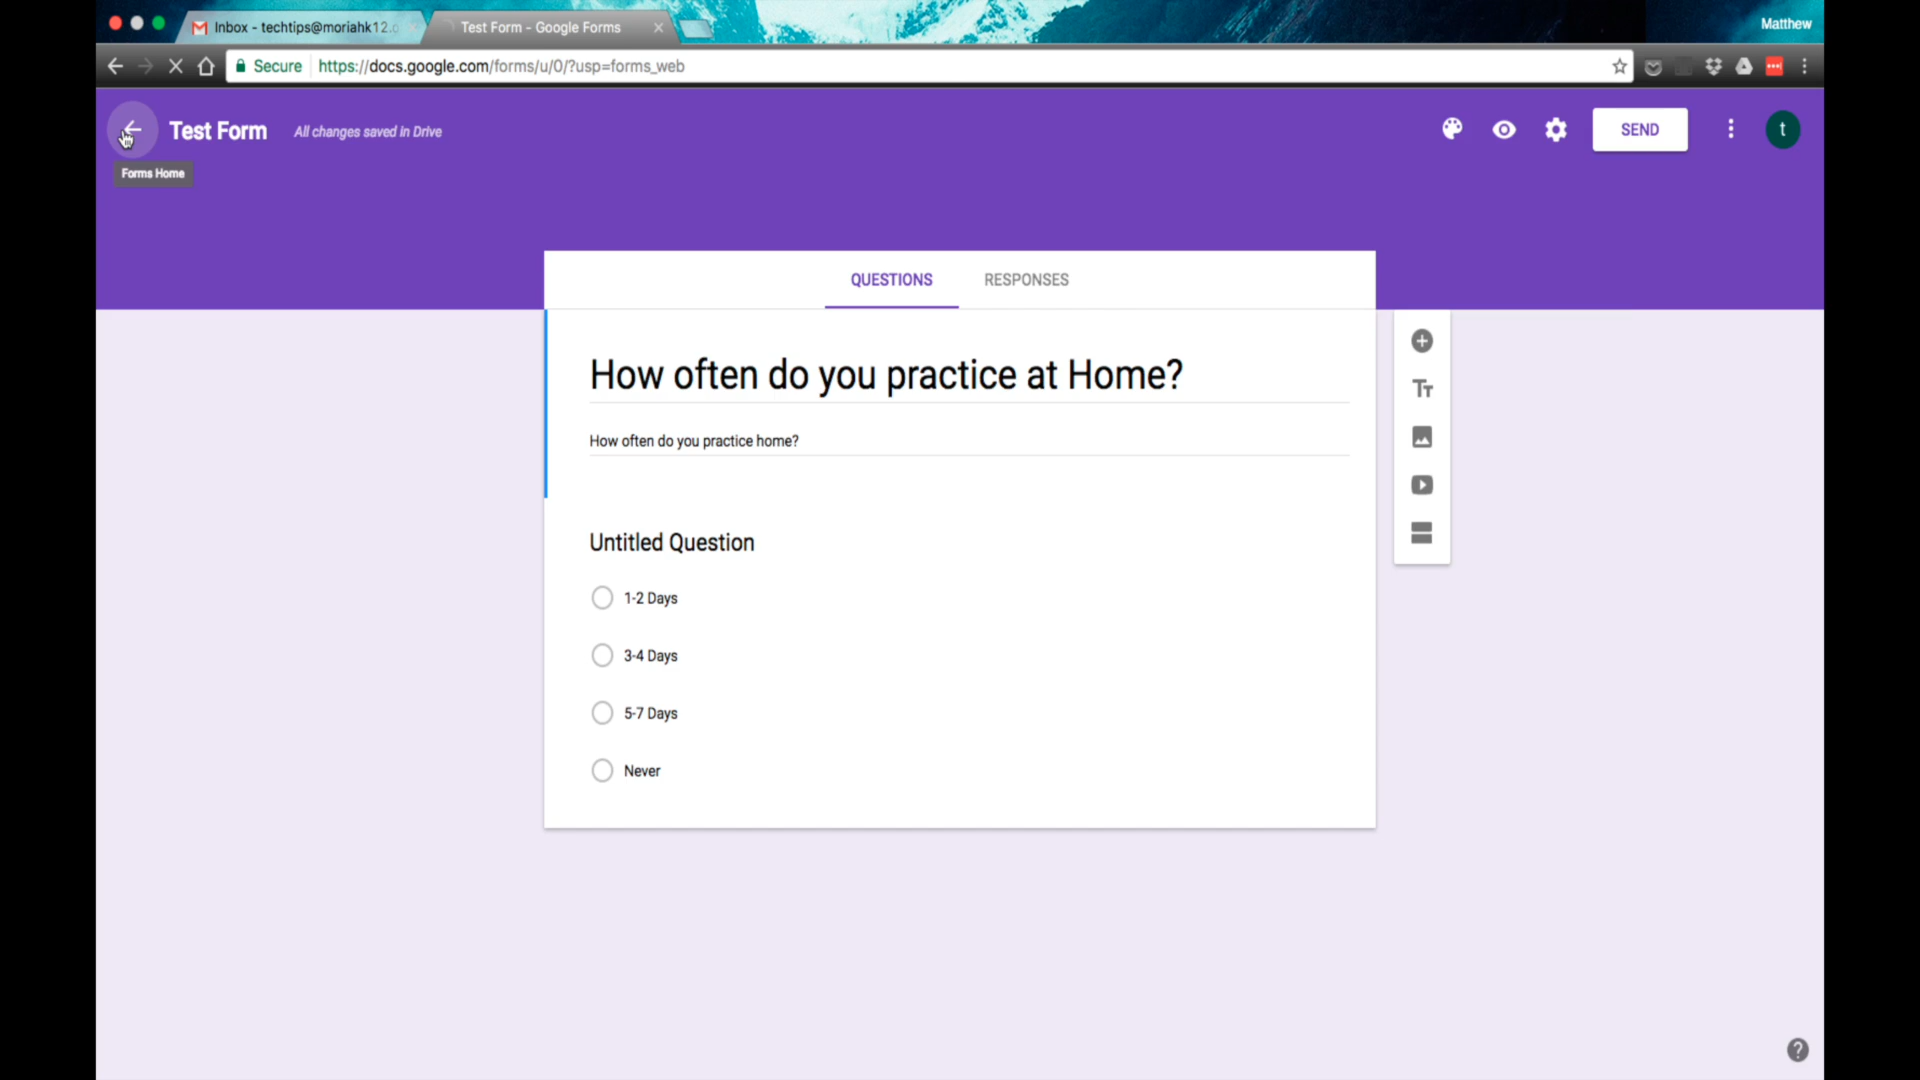 Inbox - techtips@moriahk12.o
Test Form - Google Forms
Matthew
Secure
https://docs.google.com/forms/u/0/?usp=forms_web
Test Form
All changes saved in Drive
SEND
t
Forms Home
QUESTIONS
RESPONSES
How often do you practice at Home?
How often do you practice home?
Untitled Question
1-2 Days
3-4 Days
5-7 Days
Never